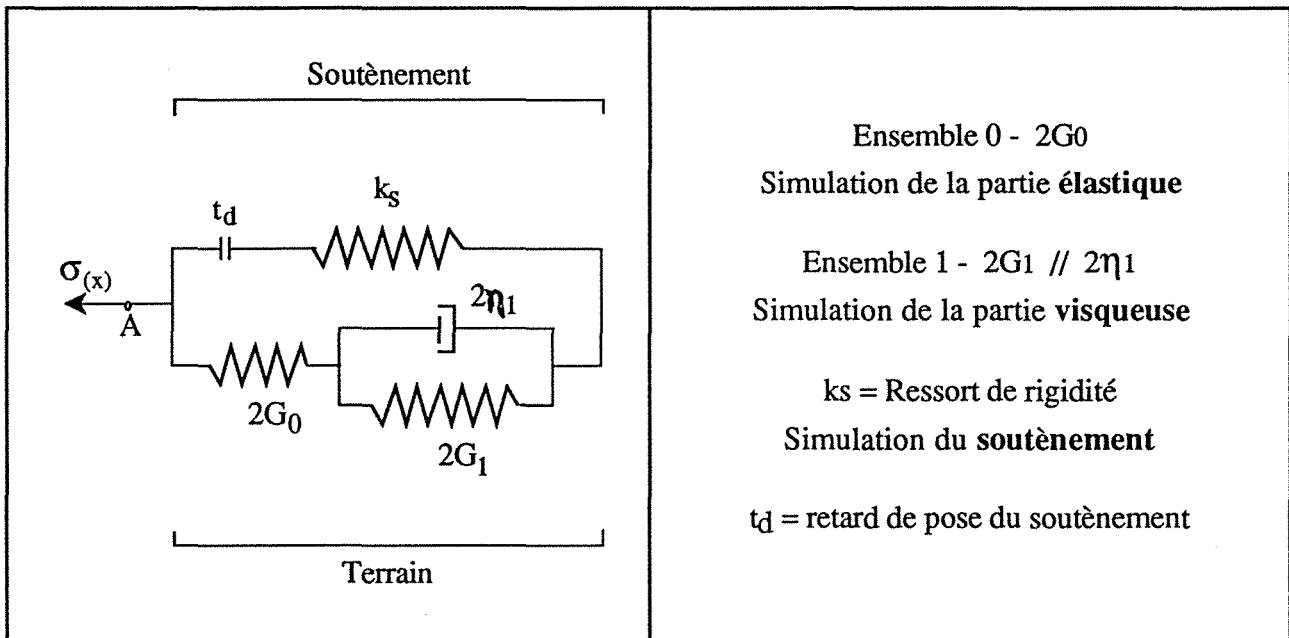 Soutènement
t_d
k_s
σ_(x)
A
2η_1
2G_0
2G_1
Terrain
Ensemble 0 - 2G0
Simulation de la partie élastique
Ensemble 1 - 2G1 // 2η1
Simulation de la partie visqueuse
ks = Ressort de rigidité
Simulation du soutènement
td = retard de pose du soutènement